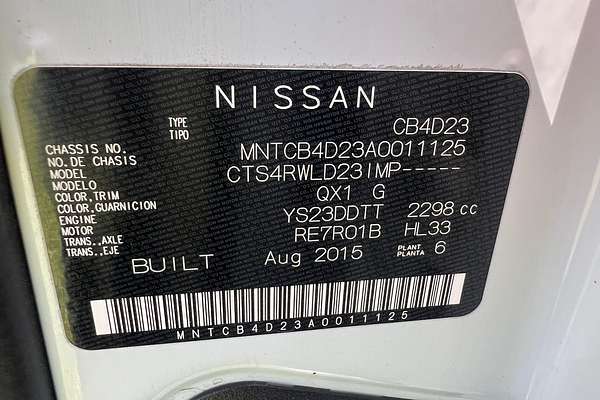 NISSAN
TYPE CB4D23
TIPO
CHASSIS NO. MNTCB4D23A0011125
NO. DE CHASIS
MODEL CTS4RWLD23IMP-----
MODELO
COLOR, TRIM QX1 G
COLOR, GUARNICION
ENGINE YS23DDTT 2298 cc
MOTOR
TRANS., AXLE RE7R01B HL33
TRANS., EJE
PLANT 6
PLANTA
BUILT Aug 2015
MNTCB4D23A0011125